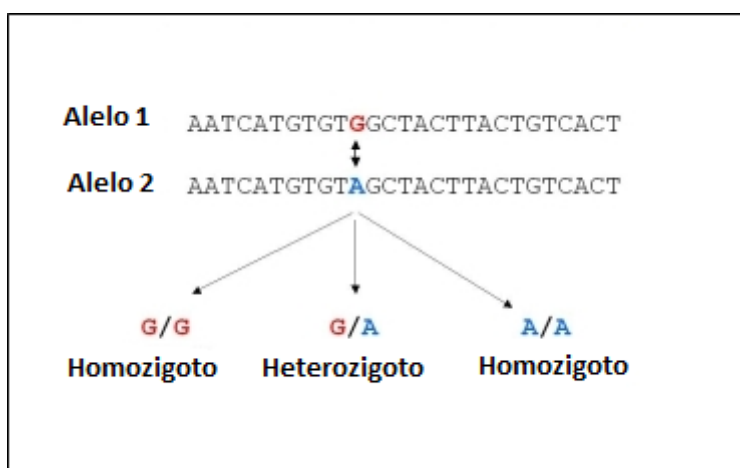 Alelo 1 AATCATGTGTGGCTACTTACTGTCACT
Alelo 2 AATCATGTGTAGCTACTTACTGTCACT
G/G G/A A/A
Homozigoto Heterozigoto Homozigoto